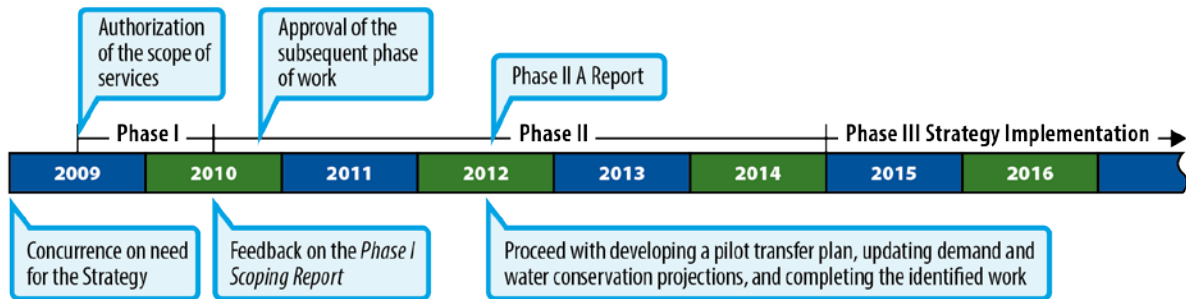 Authorization
of the scope of
services
Approval of the
subsequent phase
of work
Phase II A Report
Phase I
Phase II
Phase III Strategy Implementation
2009
2010
2011
2012
2013
2014
2015
2016
Concurrence on need
for the Strategy
Feedback on the Phase I
Scoping Report
Proceed with developing a pilot transfer plan, updating demand and
water conservation projections, and completing the identified work